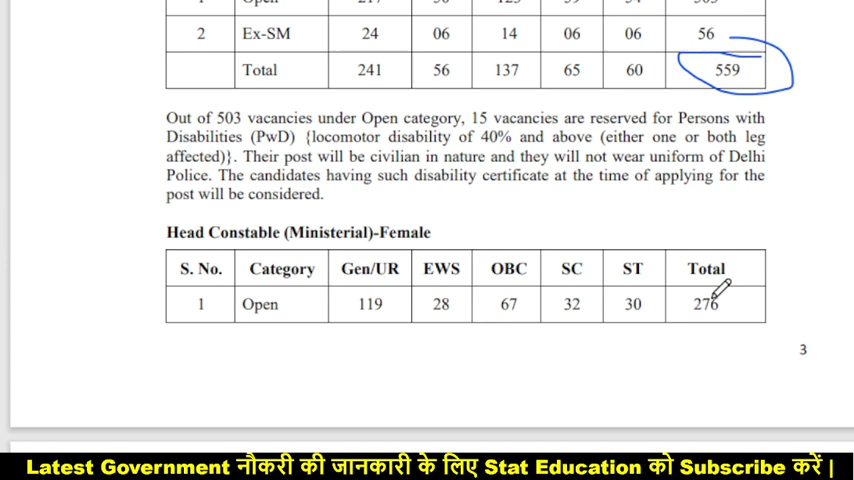 2 Ex-SM 24 06 14 06 06 56
Total 241 56 137 65 60 559
Out of 503 vacancies under Open category, 15 vacancies are reserved for Persons with
Disabilities (PwD) {locomotor disability of 40% and above (either one or both leg
affected)}. Their post will be civilian in nature and they will not wear uniform of Delhi
Police. The candidates having such disability certificate at the time of applying for the
post will be considered.
Head Constable (Ministerial)-Female
S. No. Category Gen/UR EWS OBC SC ST Total
1 Open 119 28 67 32 30 276
3
Latest Government नौकरी की जानकारी के लिए Stat Education को Subscribe करें |